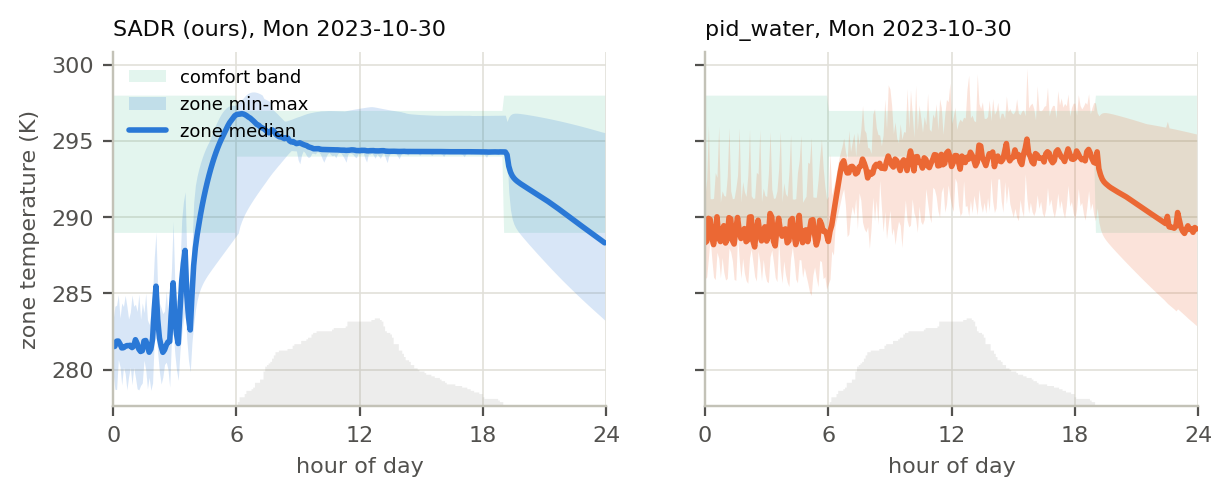 SADR (ours), Mon 2023-10-30
pid_water, Mon 2023-10-30
zone temperature (K)
300
295
290
285
280
comfort band
zone min-max
zone median
0
6
12
18
24
0
6
12
18
24
hour of day
hour of day